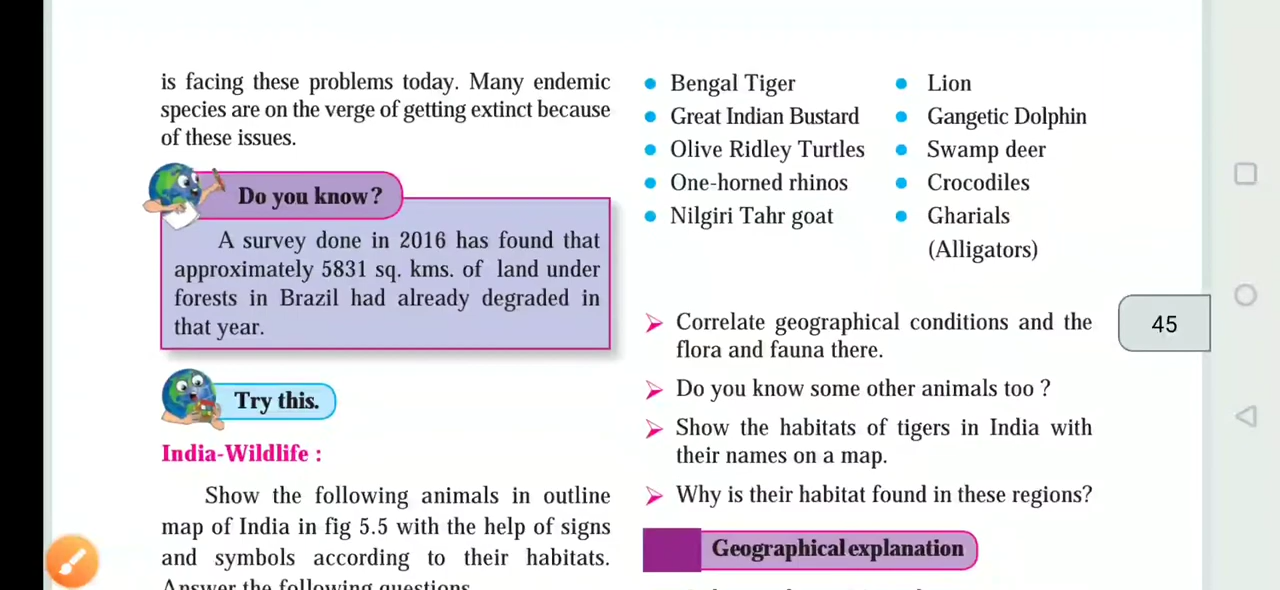 is facing these problems today. Many endemic
species are on the verge of getting extinct because
of these issues.
Do you know?
A survey done in 2016 has found that
approximately 5831 sq. kms. of land under
forests in Brazil had already degraded in
that year.
Try this.
India-Wildlife :
Show the following animals in outline
map of India in fig 5.5 with the help of signs
and symbols according to their habitats.
Answer the following questions
• Bengal Tiger
• Great Indian Bustard
• Olive Ridley Turtles
• One-horned rhinos
• Nilgiri Tahr goat
• Lion
• Gangetic Dolphin
• Swamp deer
• Crocodiles
• Gharials
(Alligators)
➢ Correlate geographical conditions and the
flora and fauna there.
➢ Do you know some other animals too ?
➢ Show the habitats of tigers in India with
their names on a map.
➢ Why is their habitat found in these regions?
Geographical explanation
45